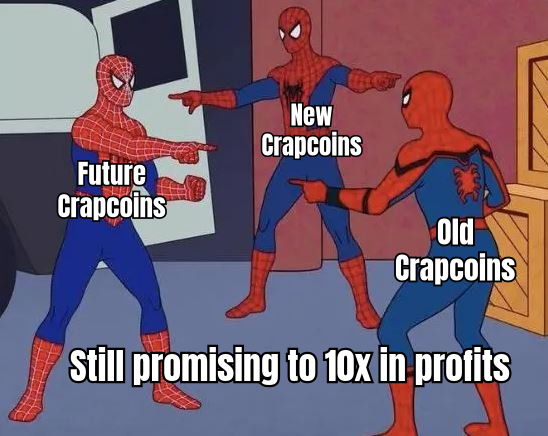 New
Crapcoins
Future
Crapcoins
Old
Crapcoins
Still promising to 10x in profits